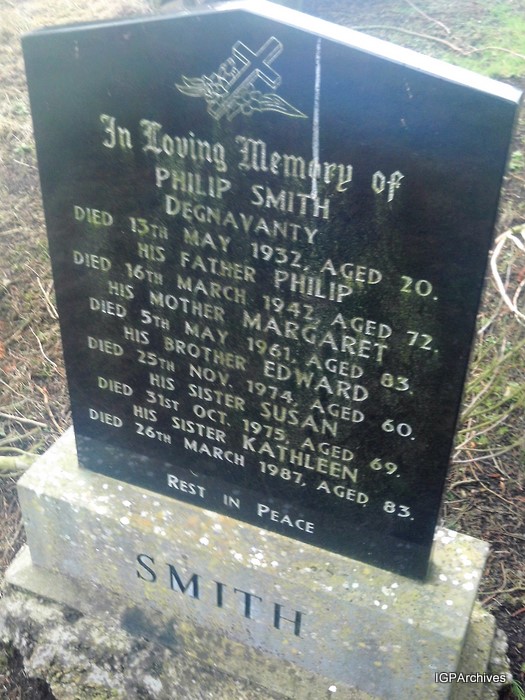 In Loving Memory of
PHILIP SMITH
DEGNAVANTY
DIED 13TH MAY 1932, AGED 20.
HIS FATHER PHILIP
DIED 16TH MARCH 1942, AGED 72.
HIS MOTHER MARGARET
DIED 5TH MAY 1961, AGED 83.
HIS BROTHER EDWARD
DIED 25TH NOV. 1974, AGED 60.
HIS SISTER SUSAN
DIED 31ST OCT. 1975, AGED 69.
HIS SISTER KATHLEEN
DIED 26TH MARCH 1987, AGED 83.
REST IN PEACE
SMITH
IGPArchives